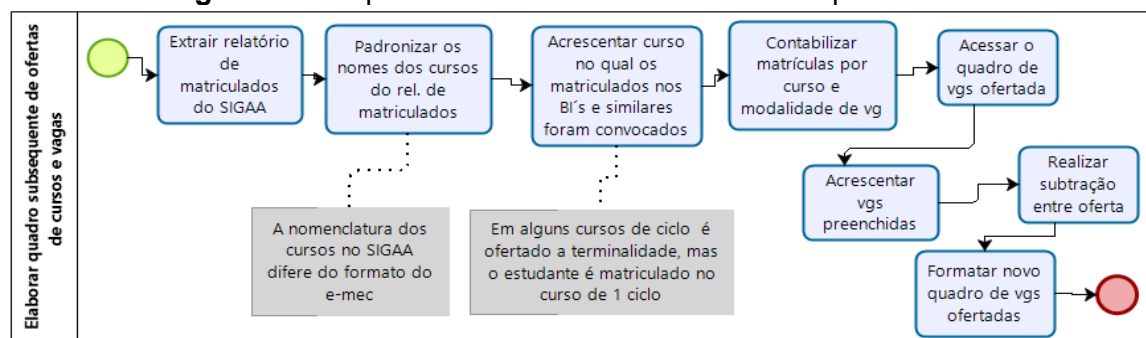 Elaborar quadro subsequente de ofertas
de cursos e vagas
Extrair relatório
de
matriculados
do SIGAA
Padronizar os
nomes dos cursos
do rel. de
matriculados
Acrescentar curso
no qual os
matriculados nos
BI´s e similares
foram convocados
Contabilizar
matrículas por
curso e
modalidade de vg
Acessar o
quadro de
vgs ofertada
Acrescentar
vgs
preenchidas
Realizar
subtração
entre oferta
Formatar novo
quadro de vgs
ofertadas
A nomenclatura dos
cursos no SIGAA
difere do formato do
e-mec
Em alguns cursos de ciclo é
ofertado a terminalidade, mas
o estudante é matriculado no
curso de 1 ciclo